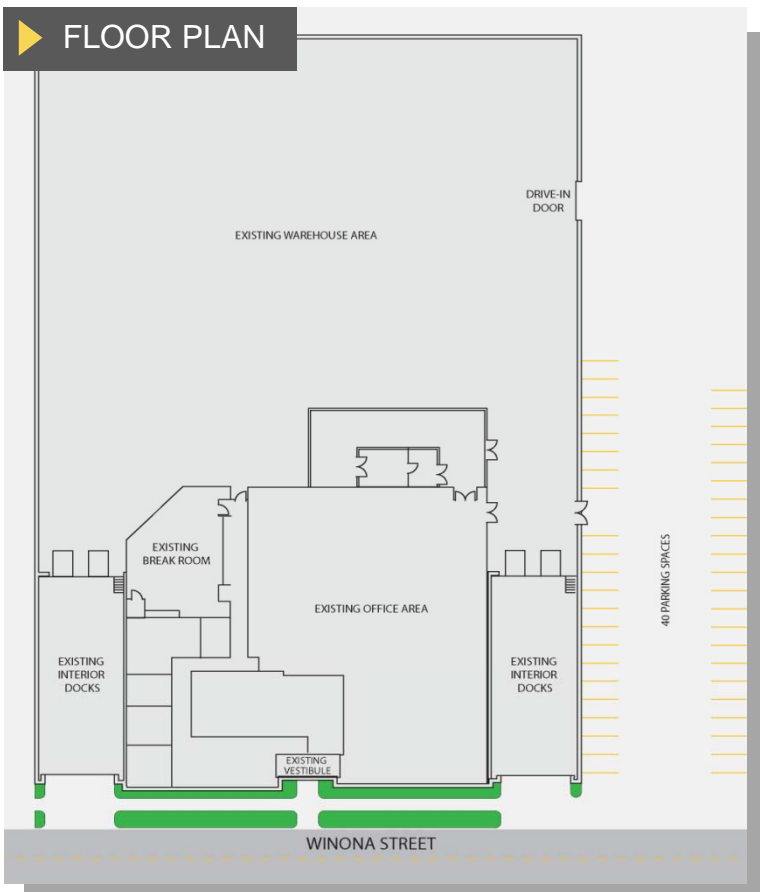 FLOOR PLAN
DRIVE-IN
DOOR
EXISTING WAREHOUSE AREA
EXISTING
BREAK ROOM
40 PARKING SPACES
EXISTING OFFICE AREA
EXISTING
INTERIOR
DOCKS
EXISTING
INTERIOR
DOCKS
EXISTING
VESTIBULE
WINONA STREET